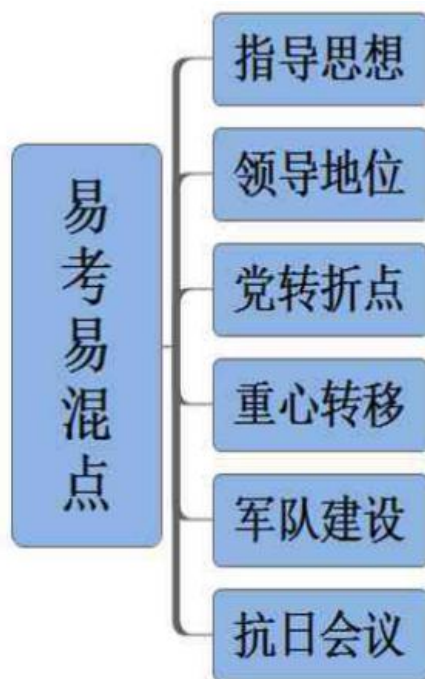 易考易混点
指导思想
领导地位
党转折点
重心转移
军队建设
抗日会议